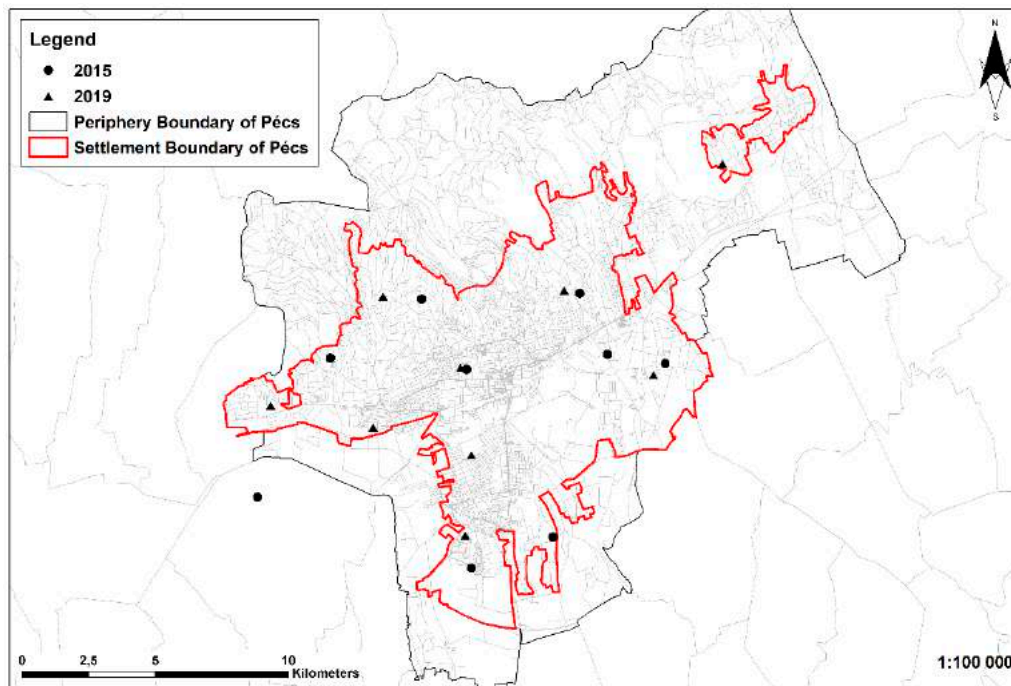 Legend
2015
2019
Periphery Boundary of Pécs
Settlement Boundary of Pécs
N
S
0 2,5 5 10
Kilometers
1:100 000